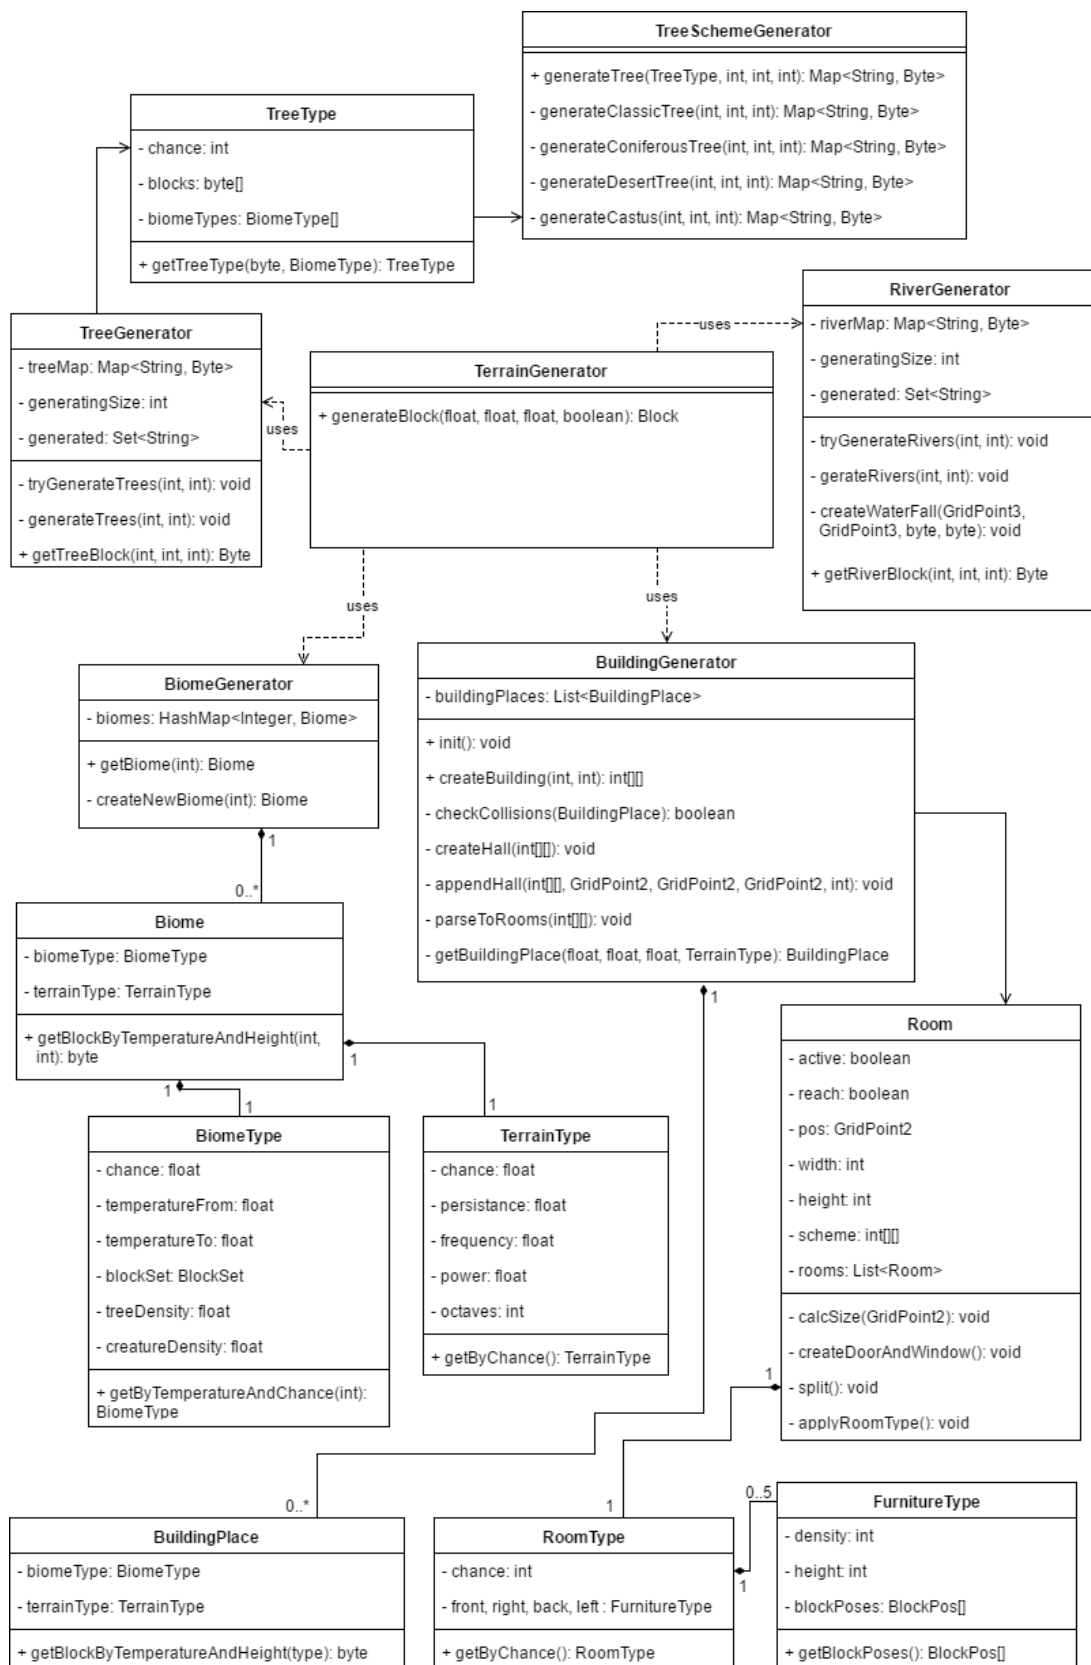 TreeSchemeGenerator
+ generateTree(TreeType, int, int, int): Map<String, Byte>
- generateClassicTree(int, int, int): Map<String, Byte>
- generateConiferousTree(int, int, int): Map<String, Byte>
- generateDesertTree(int, int, int): Map<String, Byte>
- generateCastus(int, int, int): Map<String, Byte>
TreeType
- chance: int
- blocks: byte[]
- biomeTypes: BiomeType[]
+ getTreeType(byte, BiomeType): TreeType
RiverGenerator
- riverMap: Map<String, Byte>
- generatingSize: int
- generated: Set<String>
- tryGenerateRivers(int, int): void
- gerateRivers(int, int): void
- createWaterFall(GridPoint3,
GridPoint3, byte, byte): void
+ getRiverBlock(int, int, int): Byte
TreeGenerator
- treeMap: Map<String, Byte>
- generatingSize: int
- generated: Set<String>
- tryGenerateTrees(int, int): void
- generateTrees(int, int): void
+ getTreeBlock(int, int, int): Byte
uses
uses
TerrainGenerator
+ generateBlock(float, float, float, boolean): Block
uses
uses
BiomeGenerator
- biomes: HashMap<Integer, Biome>
+ getBiome(int): Biome
- createNewBiome(int): Biome
1
0..*
BuildingGenerator
- buildingPlaces: List<BuildingPlace>
+ init(): void
+ createBuilding(int, int): int[][]
- checkCollisions(BuildingPlace): boolean
- createHall(int[][]): void
- appendHall(int[][], GridPoint2, GridPoint2, GridPoint2, int): void
- parseToRooms(int[][]): void
- getBuildingPlace(float, float, float, TerrainType): BuildingPlace
1
Biome
- biomeType: BiomeType
- terrainType: TerrainType
+ getBlockByTemperatureAndHeight(int,
int): byte
1
1
1
1
Room
- active: boolean
- reach: boolean
- pos: GridPoint2
- width: int
- height: int
- scheme: int[][]
- rooms: List<Room>
- calcSize(GridPoint2): void
- createDoorAndWindow(): void
- split(): void
- applyRoomType(): void
1
BiomeType
- chance: float
- temperatureFrom: float
- temperatureTo: float
- blockSet: BlockSet
- treeDensity: float
- creatureDensity: float
+ getByTemperatureAndChance(int):
BiomeType
TerrainType
- chance: float
- persistance: float
- frequency: float
- power: float
- octaves: int
+ getByChance(): TerrainType
0..*
1
0..5
1
BuildingPlace
- biomeType: BiomeType
- terrainType: TerrainType
+ getBlockByTemperatureAndHeight(type): byte
RoomType
- chance: int
- front, right, back, left : FurnitureType
+ getByChance(): RoomType
FurnitureType
- density: int
- height: int
- blockPoses: BlockPos[]
+ getBlockPoses(): BlockPos[]